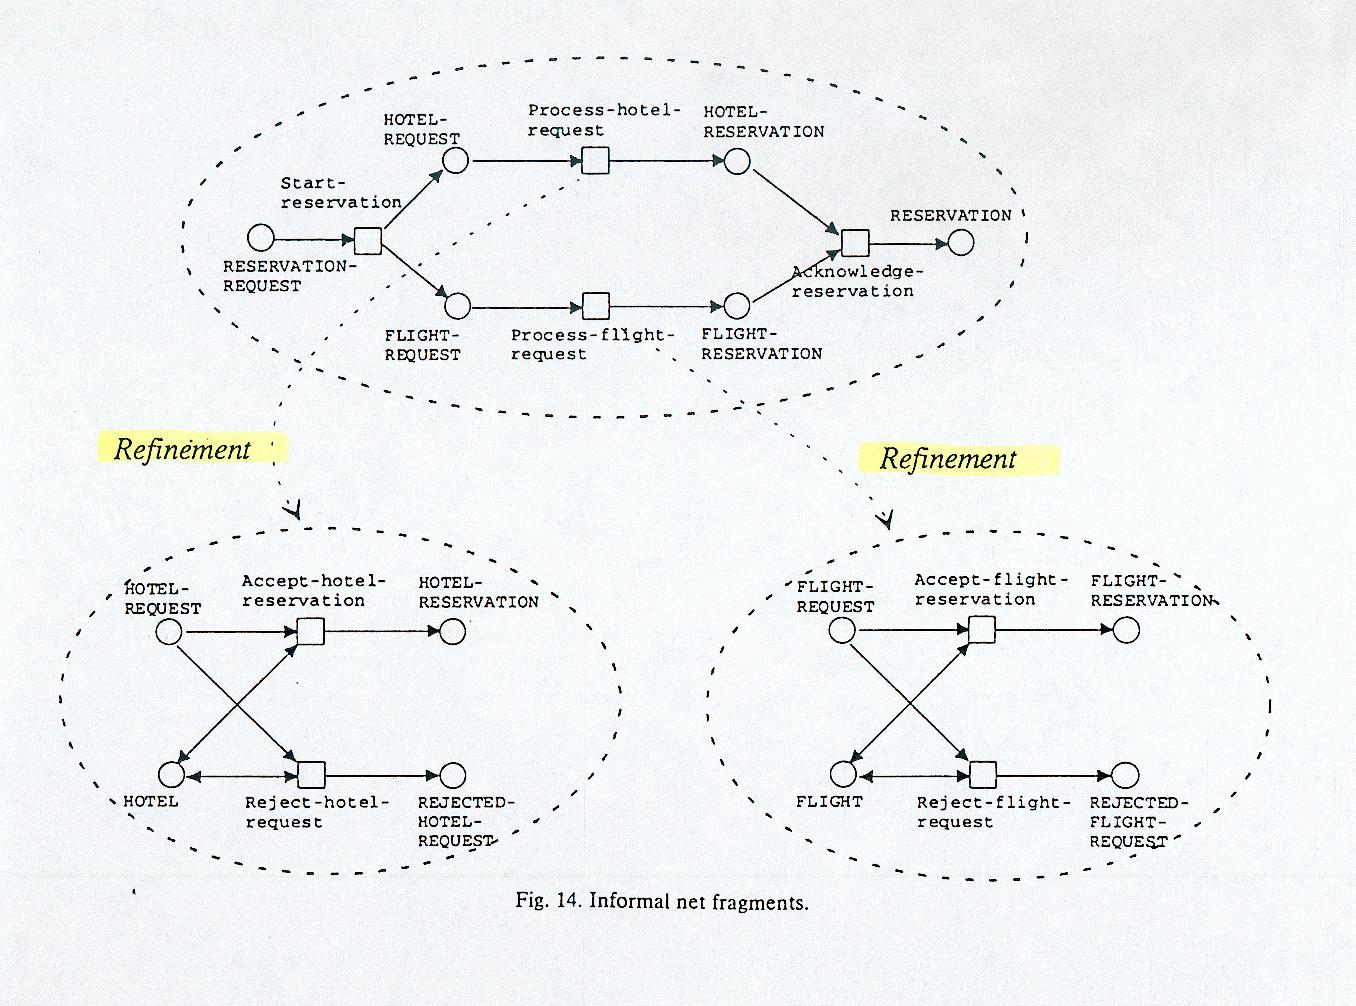 Process-hotel-
request
HOTEL-
RESERVATION
HOTEL-
REQUEST
Start-
reservation
RESERVATION
RESERVATION-
REQUEST
Acknowledge-
reservation
FLIGHT-
REQUEST
Process-flight-
request
FLIGHT-
RESERVATION
Refinement
Refinement
HOTEL-
REQUEST
Accept-hotel-
reservation
HOTEL-
RESERVATION
HOTEL
Reject-hotel-
request
REJECTED-
HOTEL-
REQUEST
FLIGHT-
REQUEST
Accept-flight-
reservation
FLIGHT-
RESERVATION
FLIGHT
Reject-flight-
request
REJECTED-
FLIGHT-
REQUEST
Fig. 14. Informal net fragments.